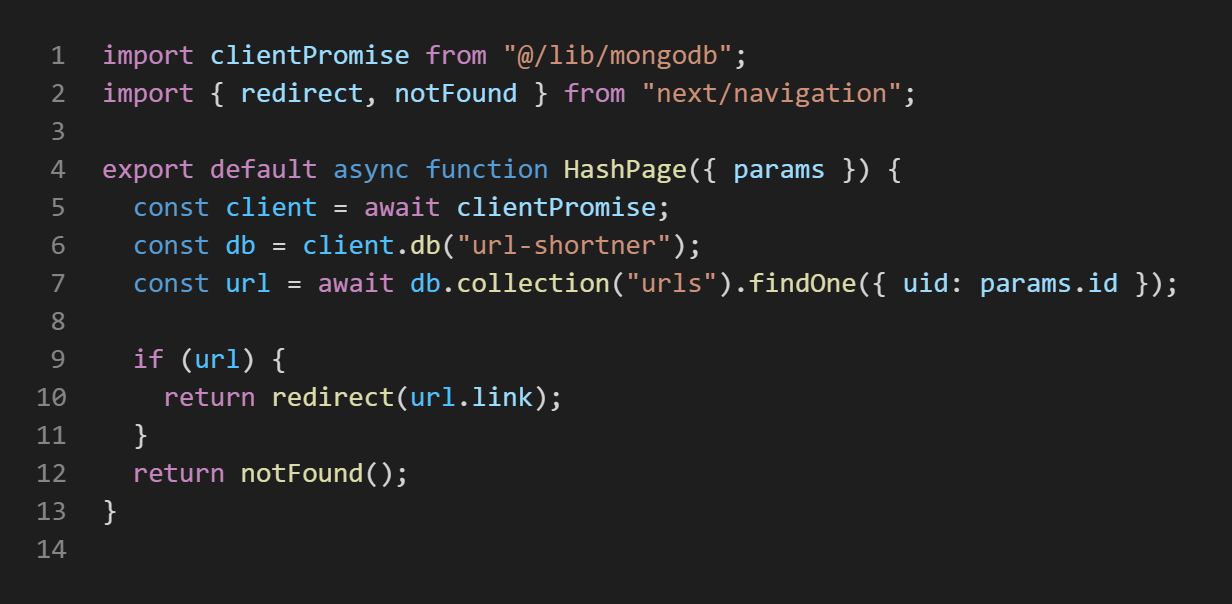 1 import clientPromise from "@/lib/mongodb";
2 import { redirect, notFound } from "next/navigation";
3
4 export default async function HashPage({ params }) {
5   const client = await clientPromise;
6   const db = client.db("url-shortner");
7   const url = await db.collection("urls").findOne({ uid: params.id });
8
9   if (url) {
10     return redirect(url.link);
11   }
12   return notFound();
13 }
14